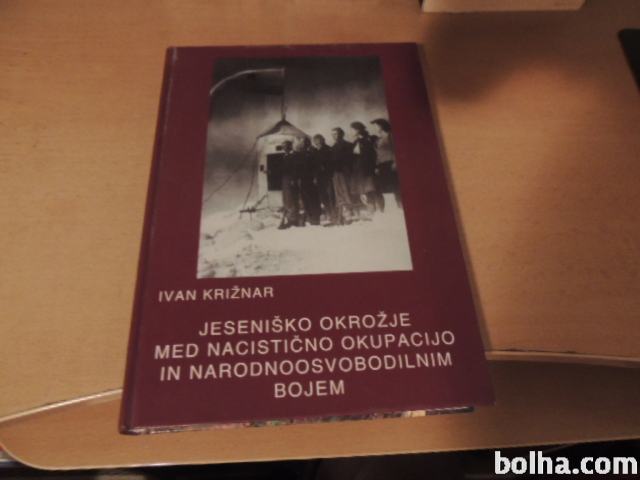 IVAN KRIŽNAR
JESENIŠKO OKROŽJE
MED NACISTIČNO OKUPACIJO
IN NARODNOOSVOBODILNIM
BOJEM
bolha.com